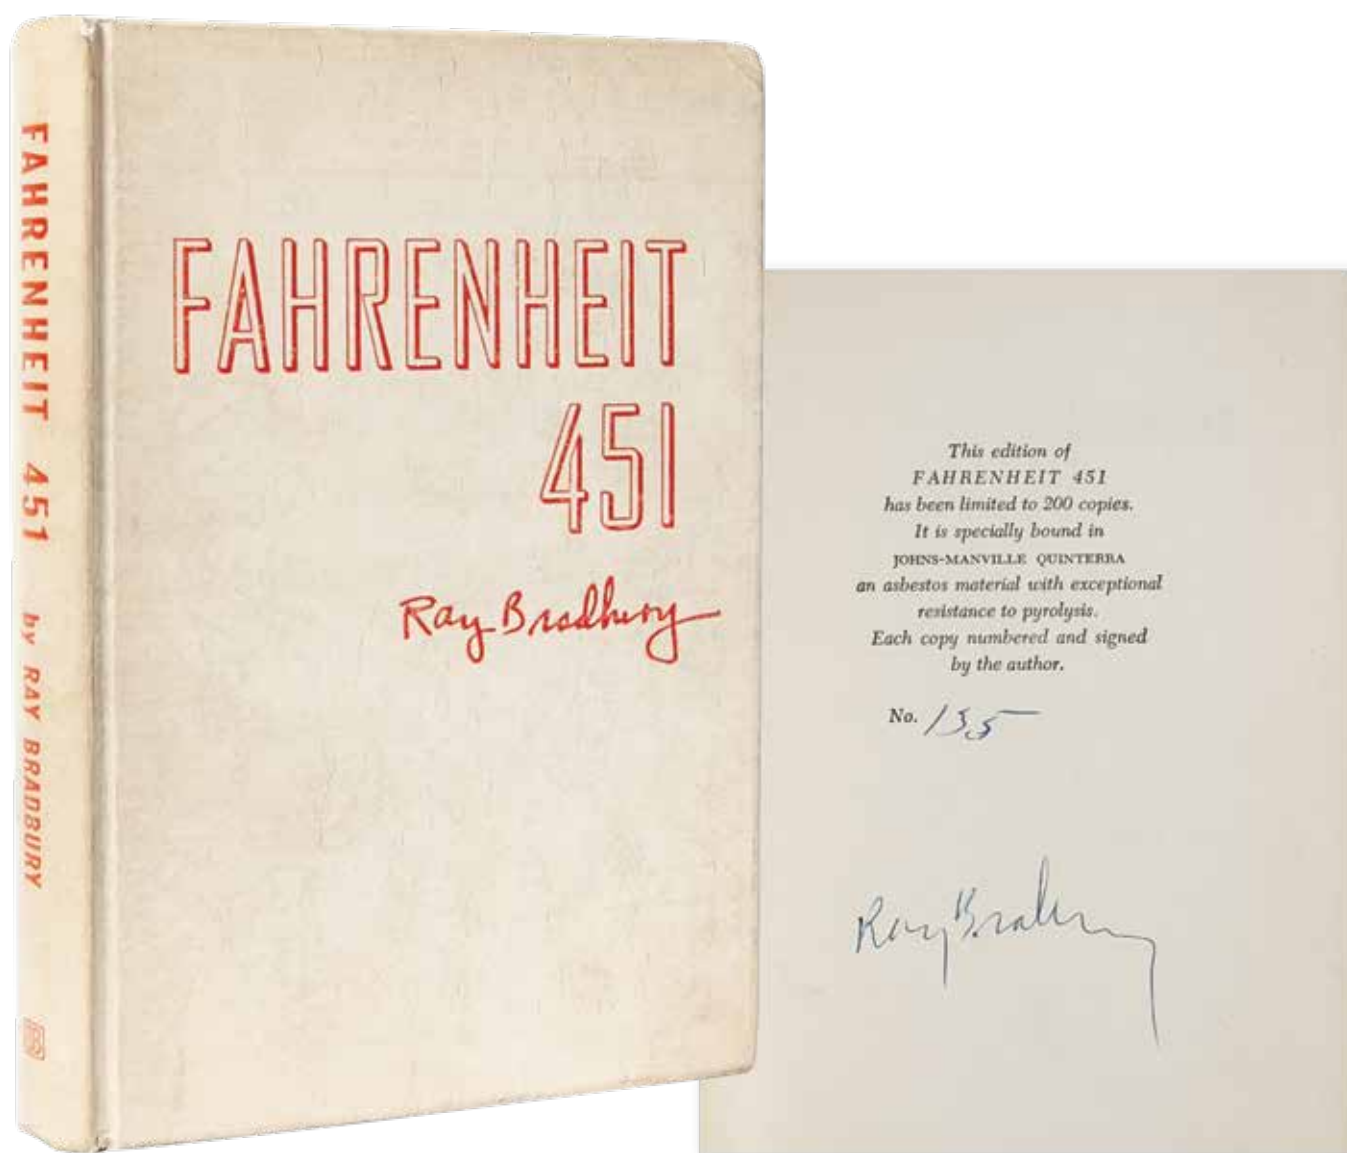 FAHRENHEIT 451 by RAY BRADBURY
FAHRENHEIT
451
Ray Bradbury
This edition of
FAHRENHEIT 451
has been limited to 200 copies.
It is specially bound in
JOHNS-MANVILLE QUINTERRA
an asbestos material with exceptional
resistance to pyrolysis.
Each copy numbered and signed
by the author.
No. 155
Ray Bradbury